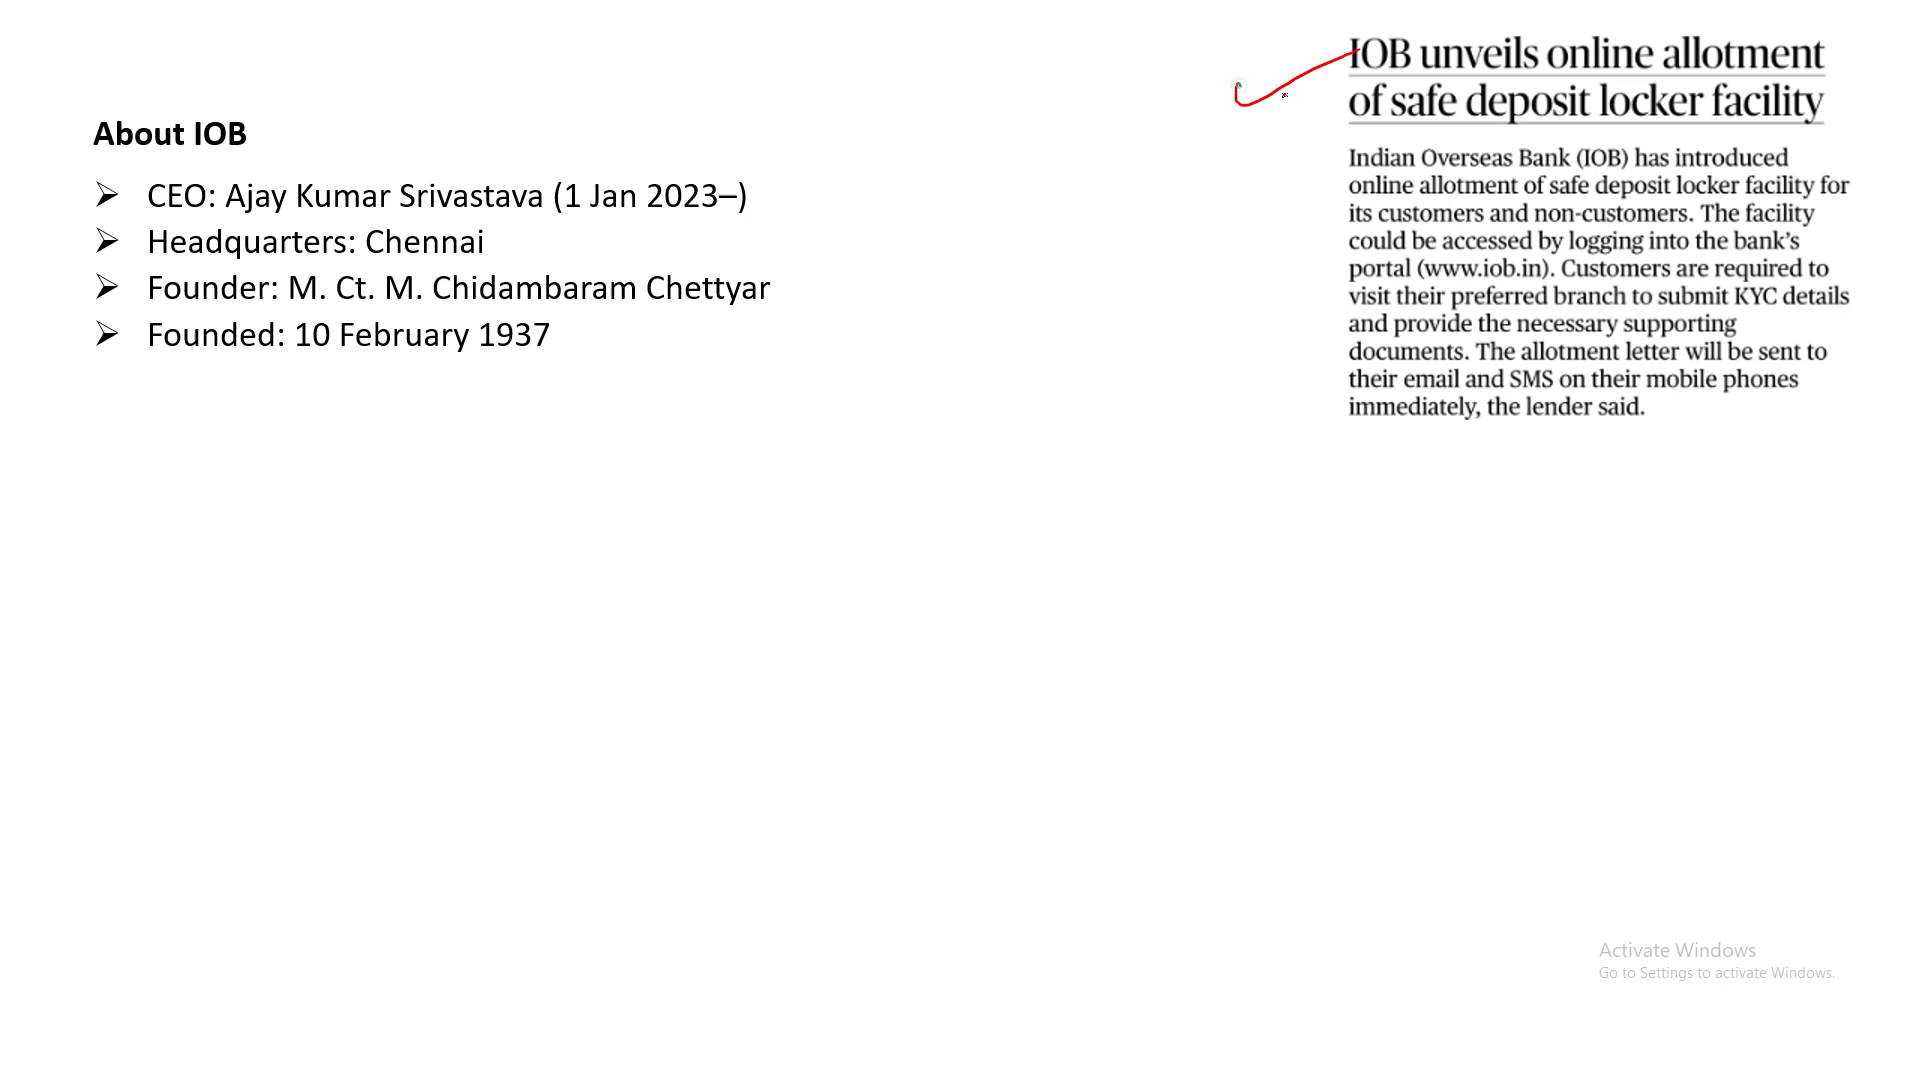 About IOB
➢ CEO: Ajay Kumar Srivastava (1 Jan 2023–)
➢ Headquarters: Chennai
➢ Founder: M. Ct. M. Chidambaram Chettyar
➢ Founded: 10 February 1937
IOB unveils online allotment
of safe deposit locker facility
Indian Overseas Bank (IOB) has introduced
online allotment of safe deposit locker facility for
its customers and non-customers. The facility
could be accessed by logging into the bank’s
portal (www.iob.in). Customers are required to
visit their preferred branch to submit KYC details
and provide the necessary supporting
documents. The allotment letter will be sent to
their email and SMS on their mobile phones
immediately, the lender said.
Activate Windows
Go to Settings to activate Windows.